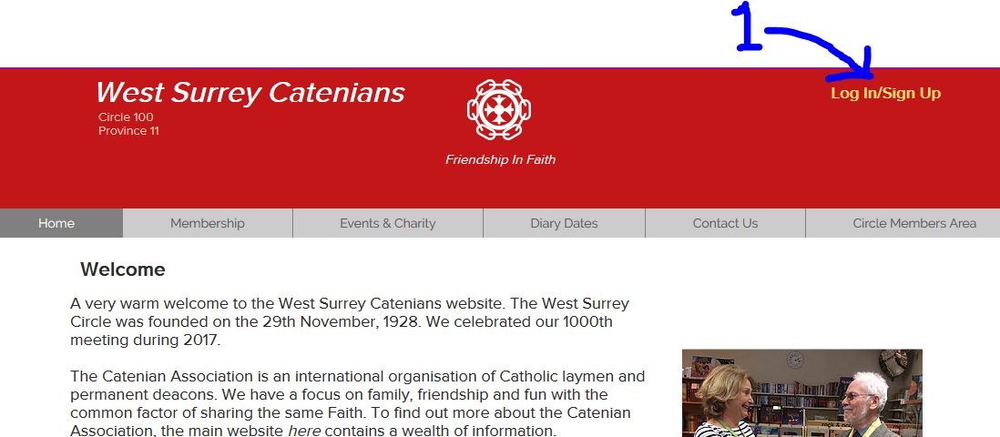 1
West Surrey Catenians
Log In/Sign Up
Circle 100
Province 11
Friendship In Faith
Home Membership Events & Charity Diary Dates Contact Us Circle Members Area
Welcome
A very warm welcome to the West Surrey Catenians website. The West Surrey
Circle was founded on the 29th November, 1928. We celebrated our 1000th
meeting during 2017.
The Catenian Association is an international organisation of Catholic laymen and
permanent deacons. We have a focus on family, friendship and fun with the
common factor of sharing the same Faith. To find out more about the Catenian
Association, the main website here contains a wealth of information.